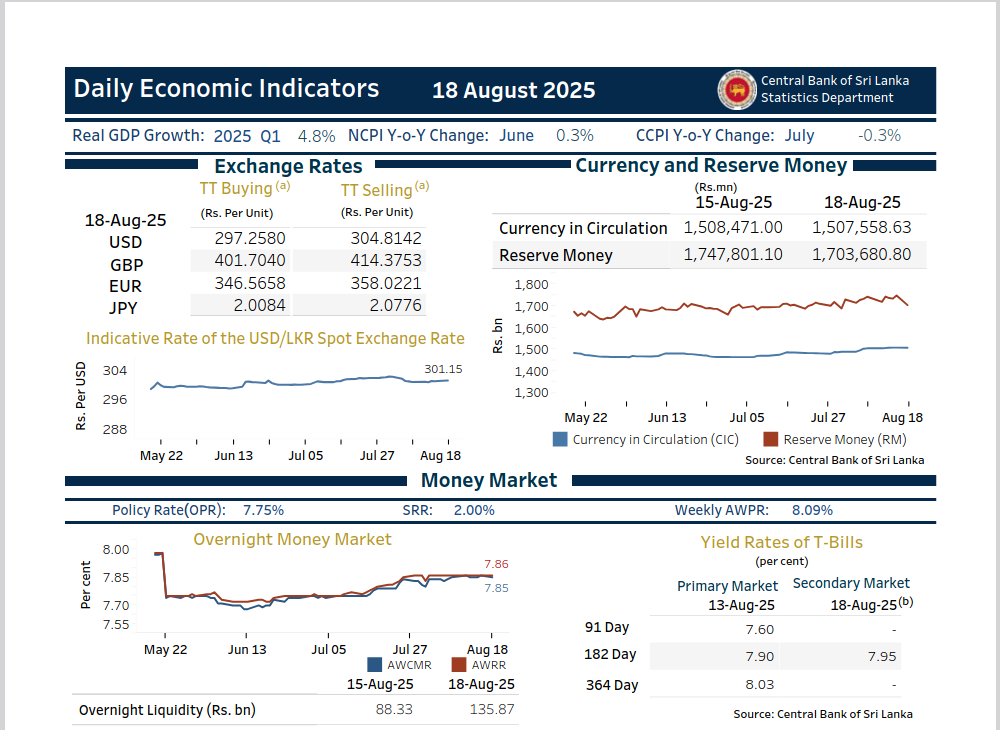 Daily Economic Indicators 18 August 2025 Central Bank of Sri Lanka
Statistics Department
Real GDP Growth: 2025 Q1 4.8% NCPI Y-o-Y Change: June 0.3% CCPI Y-o-Y Change: July -0.3%
Exchange Rates
TT Buying (a) TT Selling (a)
18-Aug-25 (Rs. Per Unit) (Rs. Per Unit)
USD 297.2580 304.8142
GBP 401.7040 414.3753
EUR 346.5658 358.0221
JPY 2.0084 2.0776
Indicative Rate of the USD/LKR Spot Exchange Rate
Rs. Per USD
304
296
288
301.15
May 22 Jun 13 Jul 05 Jul 27 Aug 18
Currency and Reserve Money
(Rs.mn)
15-Aug-25 18-Aug-25
Currency in Circulation 1,508,471.00 1,507,558.63
Reserve Money 1,747,801.10 1,703,680.80
Rs. bn
1,800
1,700
1,600
1,500
1,400
1,300
May 22 Jun 13 Jul 05 Jul 27 Aug 18
Currency in Circulation (CIC) Reserve Money (RM)
Source: Central Bank of Sri Lanka
Money Market
Policy Rate(OPR): 7.75% SRR: 2.00% Weekly AWPR: 8.09%
Overnight Money Market
Per cent
8.00
7.85
7.70
7.55
7.86
7.85
May 22 Jun 13 Jul 05 Jul 27 Aug 18
AWCMR AWRR
15-Aug-25 18-Aug-25
Overnight Liquidity (Rs. bn) 88.33 135.87
Yield Rates of T-Bills
(per cent)
Primary Market Secondary Market
13-Aug-25 18-Aug-25(b)
91 Day 7.60 -
182 Day 7.90 7.95
364 Day 8.03 -
Source: Central Bank of Sri Lanka